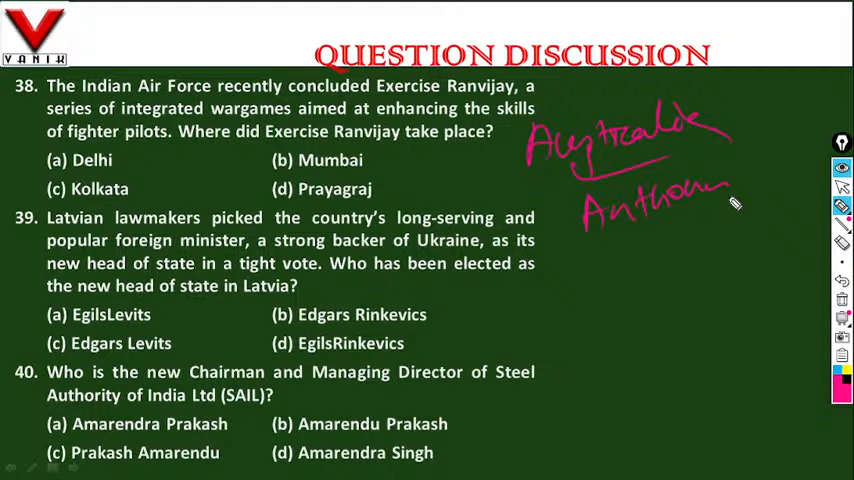 VANIK
QUESTION DISCUSSION
38. The Indian Air Force recently concluded Exercise Ranvijay, a
series of integrated wargames aimed at enhancing the skills
of fighter pilots. Where did Exercise Ranvijay take place?
(a) Delhi (b) Mumbai
(c) Kolkata (d) Prayagraj
39. Latvian lawmakers picked the country's long-serving and
popular foreign minister, a strong backer of Ukraine, as its
new head of state in a tight vote. Who has been elected as
the new head of state in Latvia?
(a) EgilsLevits (b) Edgars Rinkevics
(c) Edgars Levits (d) EgilsRinkevics
40. Who is the new Chairman and Managing Director of Steel
Authority of India Ltd (SAIL)?
(a) Amarendra Prakash (b) Amarendu Prakash
(c) Prakash Amarendu (d) Amarendra Singh
Australia